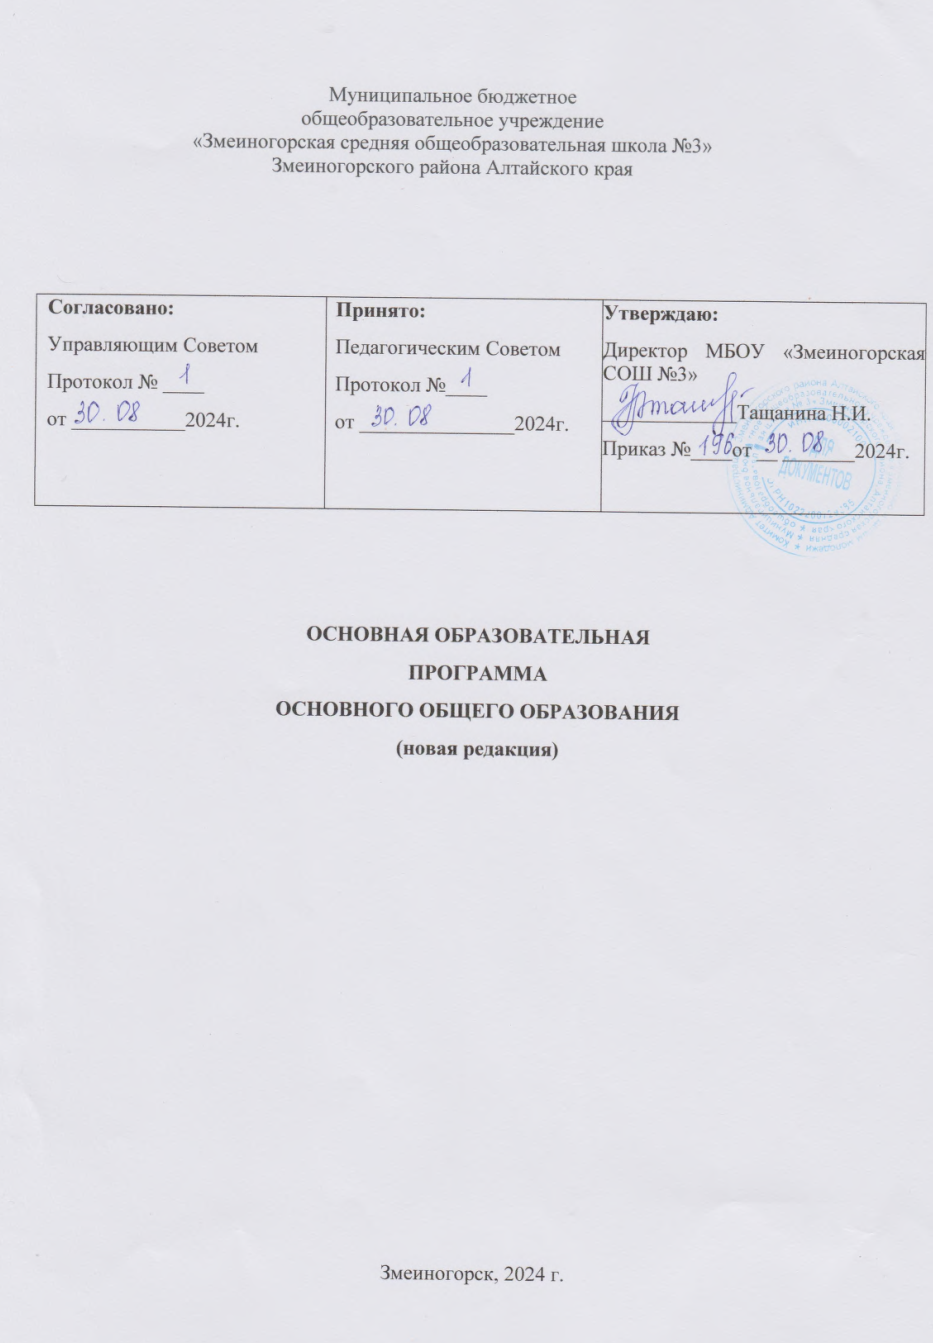 Муниципальное бюджетное
общеобразовательное учреждение
«Змеиногорская средняя общеобразовательная школа №3»
Змеиногорского района Алтайского края
Согласовано:
Управляющим Советом
Протокол № 1
от 30. 08 2024г.
Принято:
Педагогическим Советом
Протокол № 1
от 30. 08 2024г.
Утверждаю:
Директор МБОУ «Змеиногорская
СОШ №3»
Тащанина Н.И.
Приказ № 196 от 30. 08 2024г.
ДЛЯ
ДОКУМЕНТОВ
ОСНОВНАЯ ОБРАЗОВАТЕЛЬНАЯ
ПРОГРАММА
ОСНОВНОГО ОБЩЕГО ОБРАЗОВАНИЯ
(новая редакция)
Змеиногорск, 2024 г.